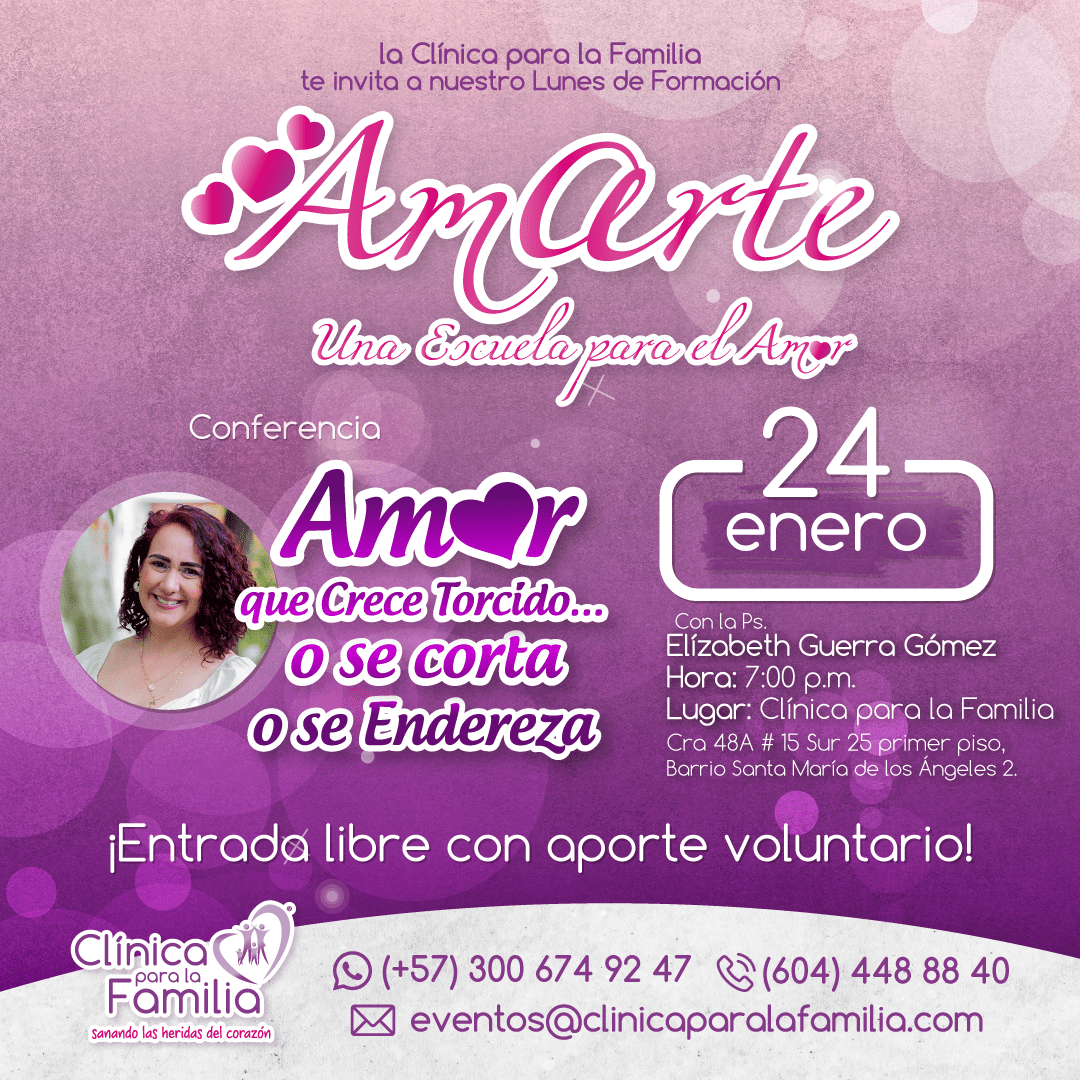 la Clínica para la Familia
te invita a nuestro Lunes de Formación
Am@rte
Una Escuela para el Amor
Conferencia
Amor
que Crece Torcido...
o se corta
o se Endereza
24
enero
Con la Ps.
Elízabeth Guerra Gómez
Hora: 7:00 p.m.
Lugar: Clínica para la Familia
Cra 48A # 15 Sur 25 primer piso,
Barrio Santa María de los Ángeles 2.
¡Entrada libre con aporte voluntario!
Clínica
para la
Familia
®
sanando las heridas del corazón
(+57) 300 674 92 47
(604) 448 88 40
eventos@clinicaparalafamilia.com